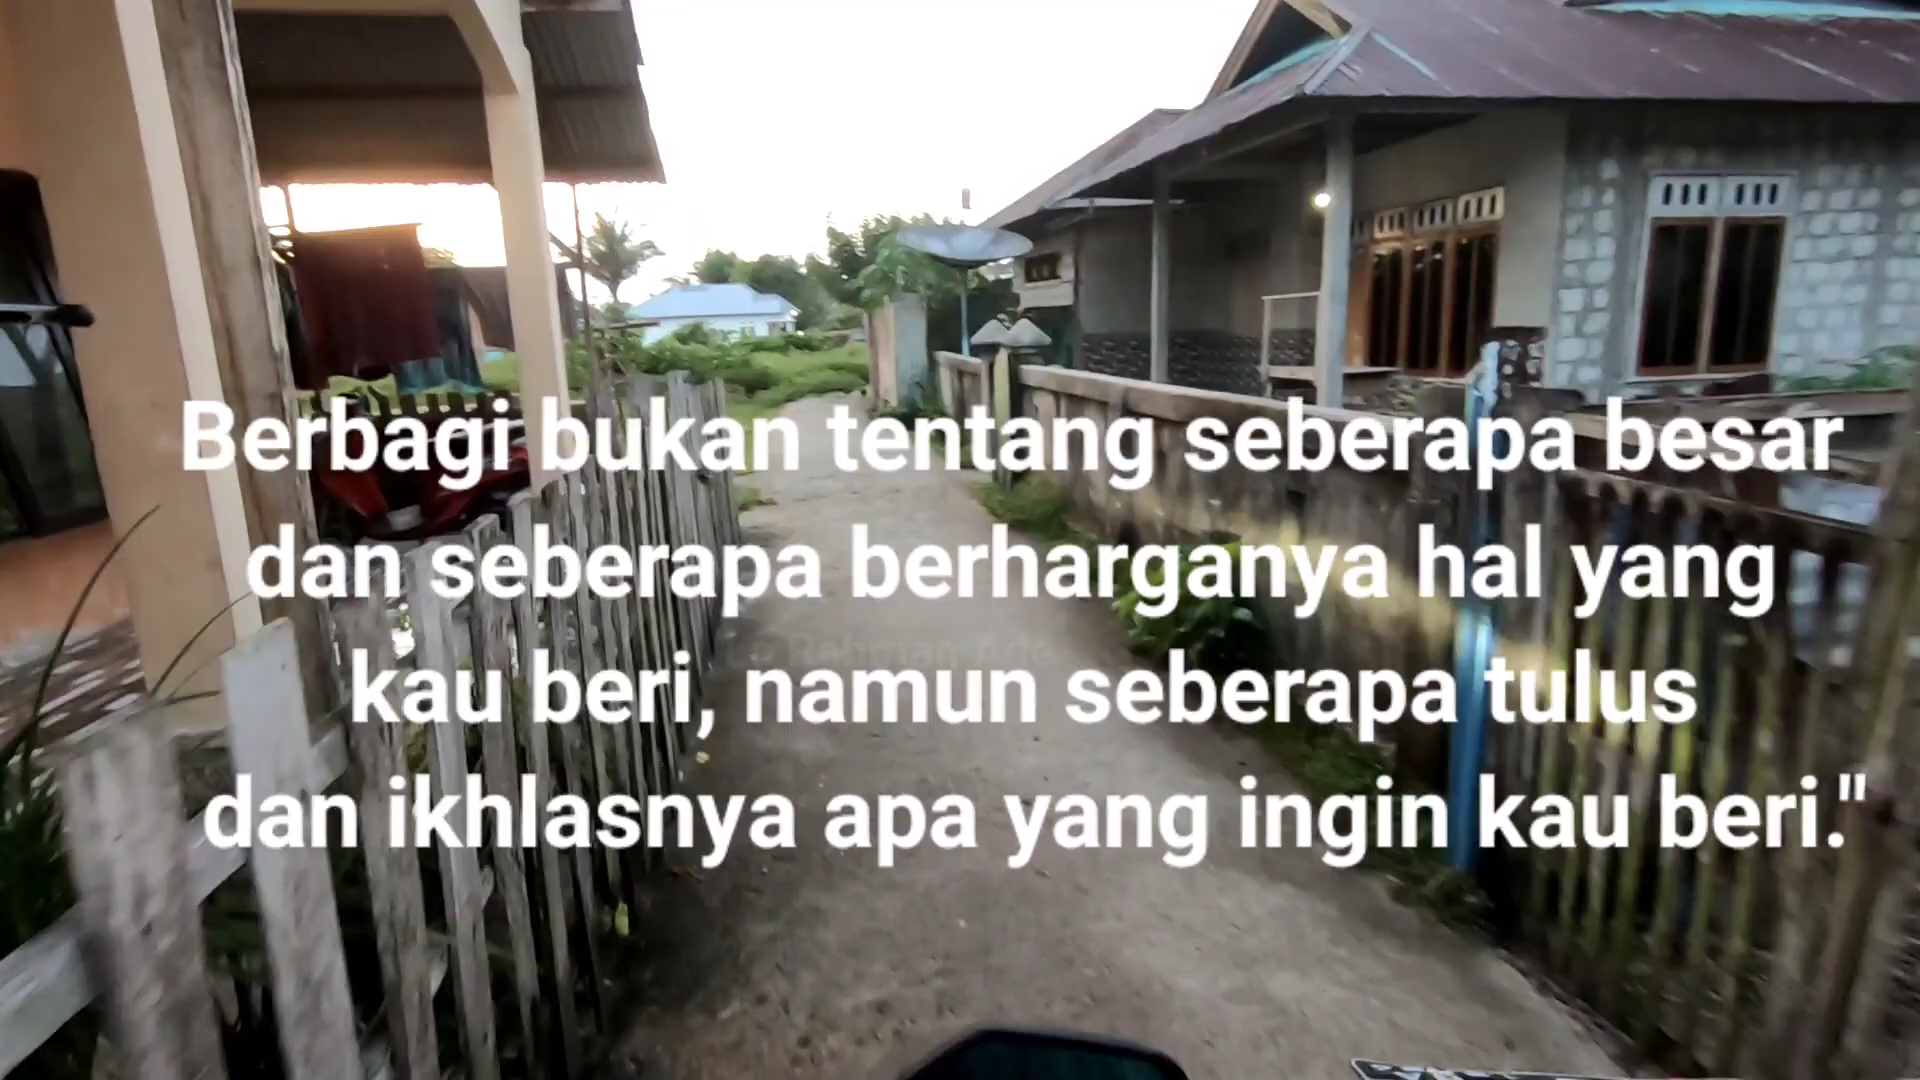 Berbagi bukan tentang seberapa besar
dan seberapa berharganya hal yang
kau beri, namun seberapa tulus
dan ikhlasnya apa yang ingin kau beri."